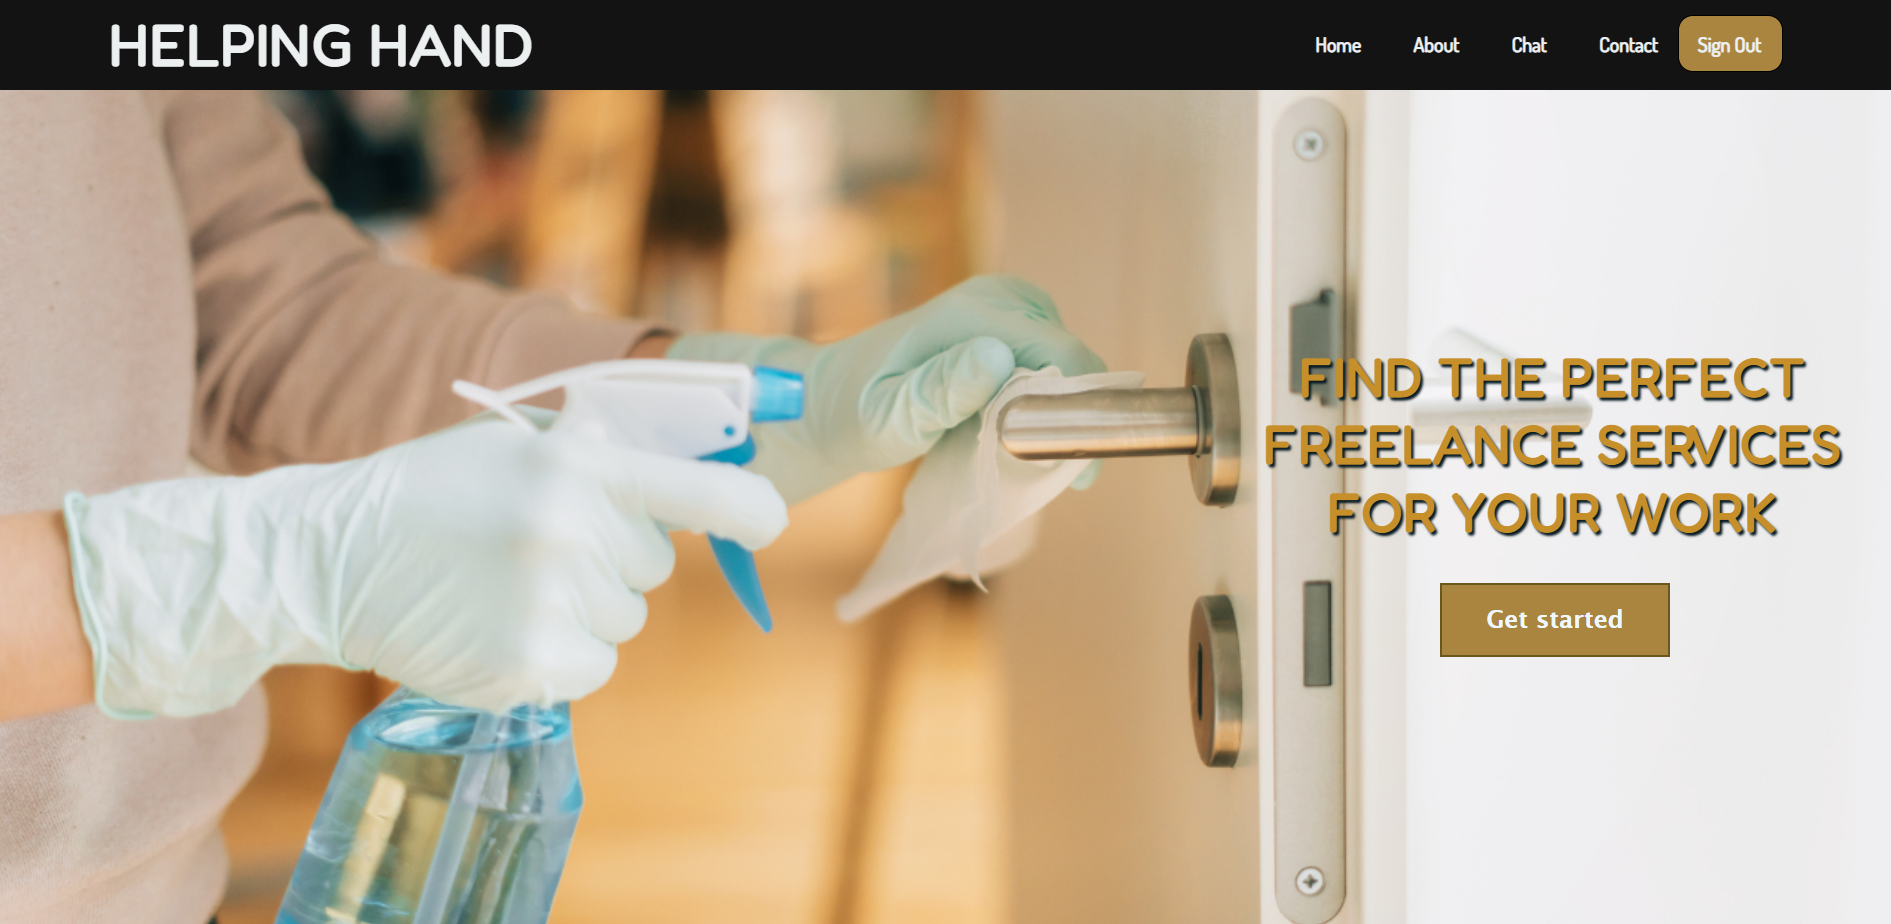 HELPING HAND
Home About Chat Contact Sign Out
FIND THE PERFECT
FREELANCE SERVICES
FOR YOUR WORK
Get started